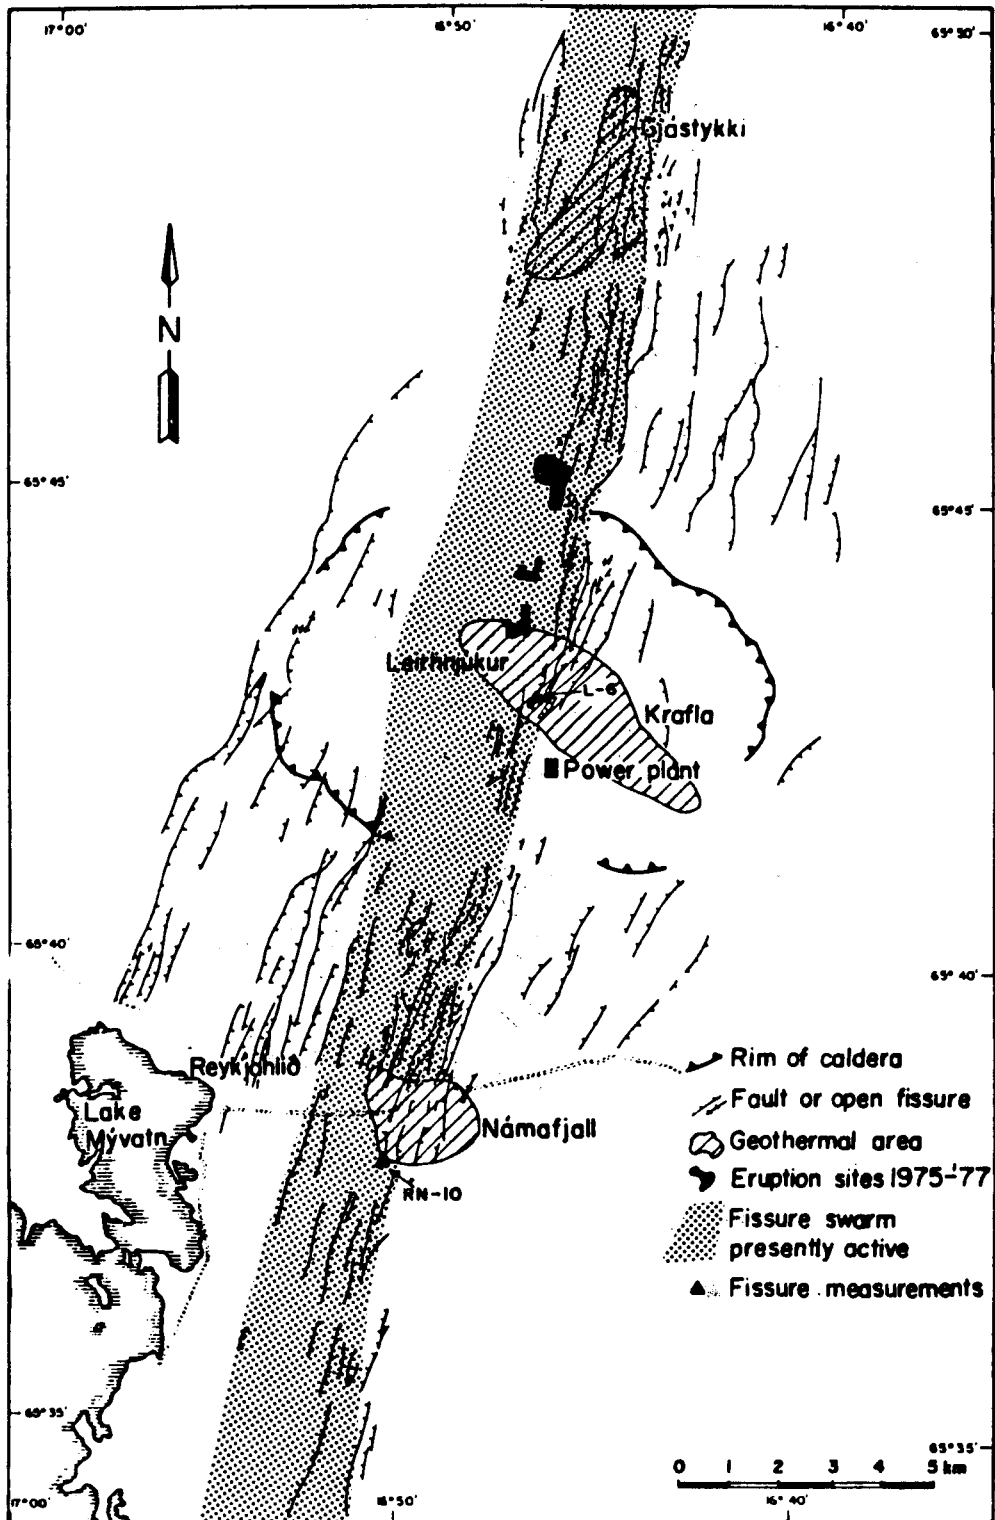 17°00'
16°50'
16°40'
65°50'
Gjástykki
N
65°45'
65°45'
Leirhnjukur
L-6
Krafla
Power plant
65°40'
65°40'
Reykjahlíð
Lake
Mývatn
Námafjall
RN-10
Rim of caldera
Fault or open fissure
Geothermal area
Eruption sites 1975-'77
Fissure swarm
presently active
Fissure measurements
65°35'
65°35'
0 1 2 3 4 5 km
17°00'
16°50'
16°40'